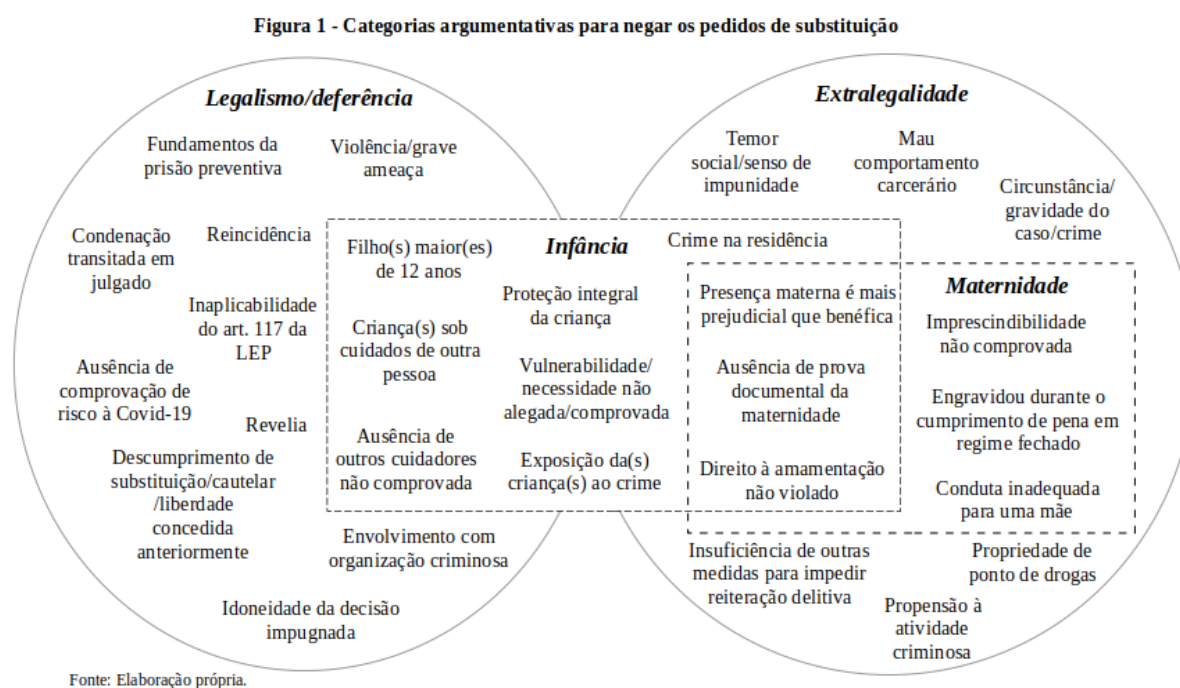 Figura 1 - Categorias argumentativas para negar os pedidos de substituição
Legalismo/deferência
Fundamentos da
prisão preventiva
Violência/grave
ameaça
Condenação
transitada em
julgado
Reincidência
Inaplicabilidade
do art. 117 da
LEP
Ausência de
comprovação de
risco à Covid-19
Revelia
Descumprimento de
substituição/cautelar
/liberdade
concedida
anteriormente
Envolvimento com
organização criminosa
Idoneidade da decisão
impugnada
Infância
Filho(s) maior(es)
de 12 anos
Criança(s) sob
cuidados de outra
pessoa
Ausência de
outros cuidadores
não comprovada
Proteção integral
da criança
Vulnerabilidade/
necessidade não
alegada/comprovada
Exposição da(s)
criança(s) ao crime
Crime na residência
Presença materna é mais
prejudicial que benéfica
Ausência de prova
documental da
maternidade
Direito à amamentação
não violado
Extralegalidade
Temor
social/senso de
impunidade
Mau
comportamento
carcerário
Circunstância/
gravidade do
caso/crime
Maternidade
Imprescindibilidade
não comprovada
Engravidou durante o
cumprimento de pena em
regime fechado
Conduta inadequada
para uma mãe
Insuficiência de outras
medidas para impedir
reiteração delitiva
Propriedade de
ponto de drogas
Propensão à
atividade
criminosa
Fonte: Elaboração própria.